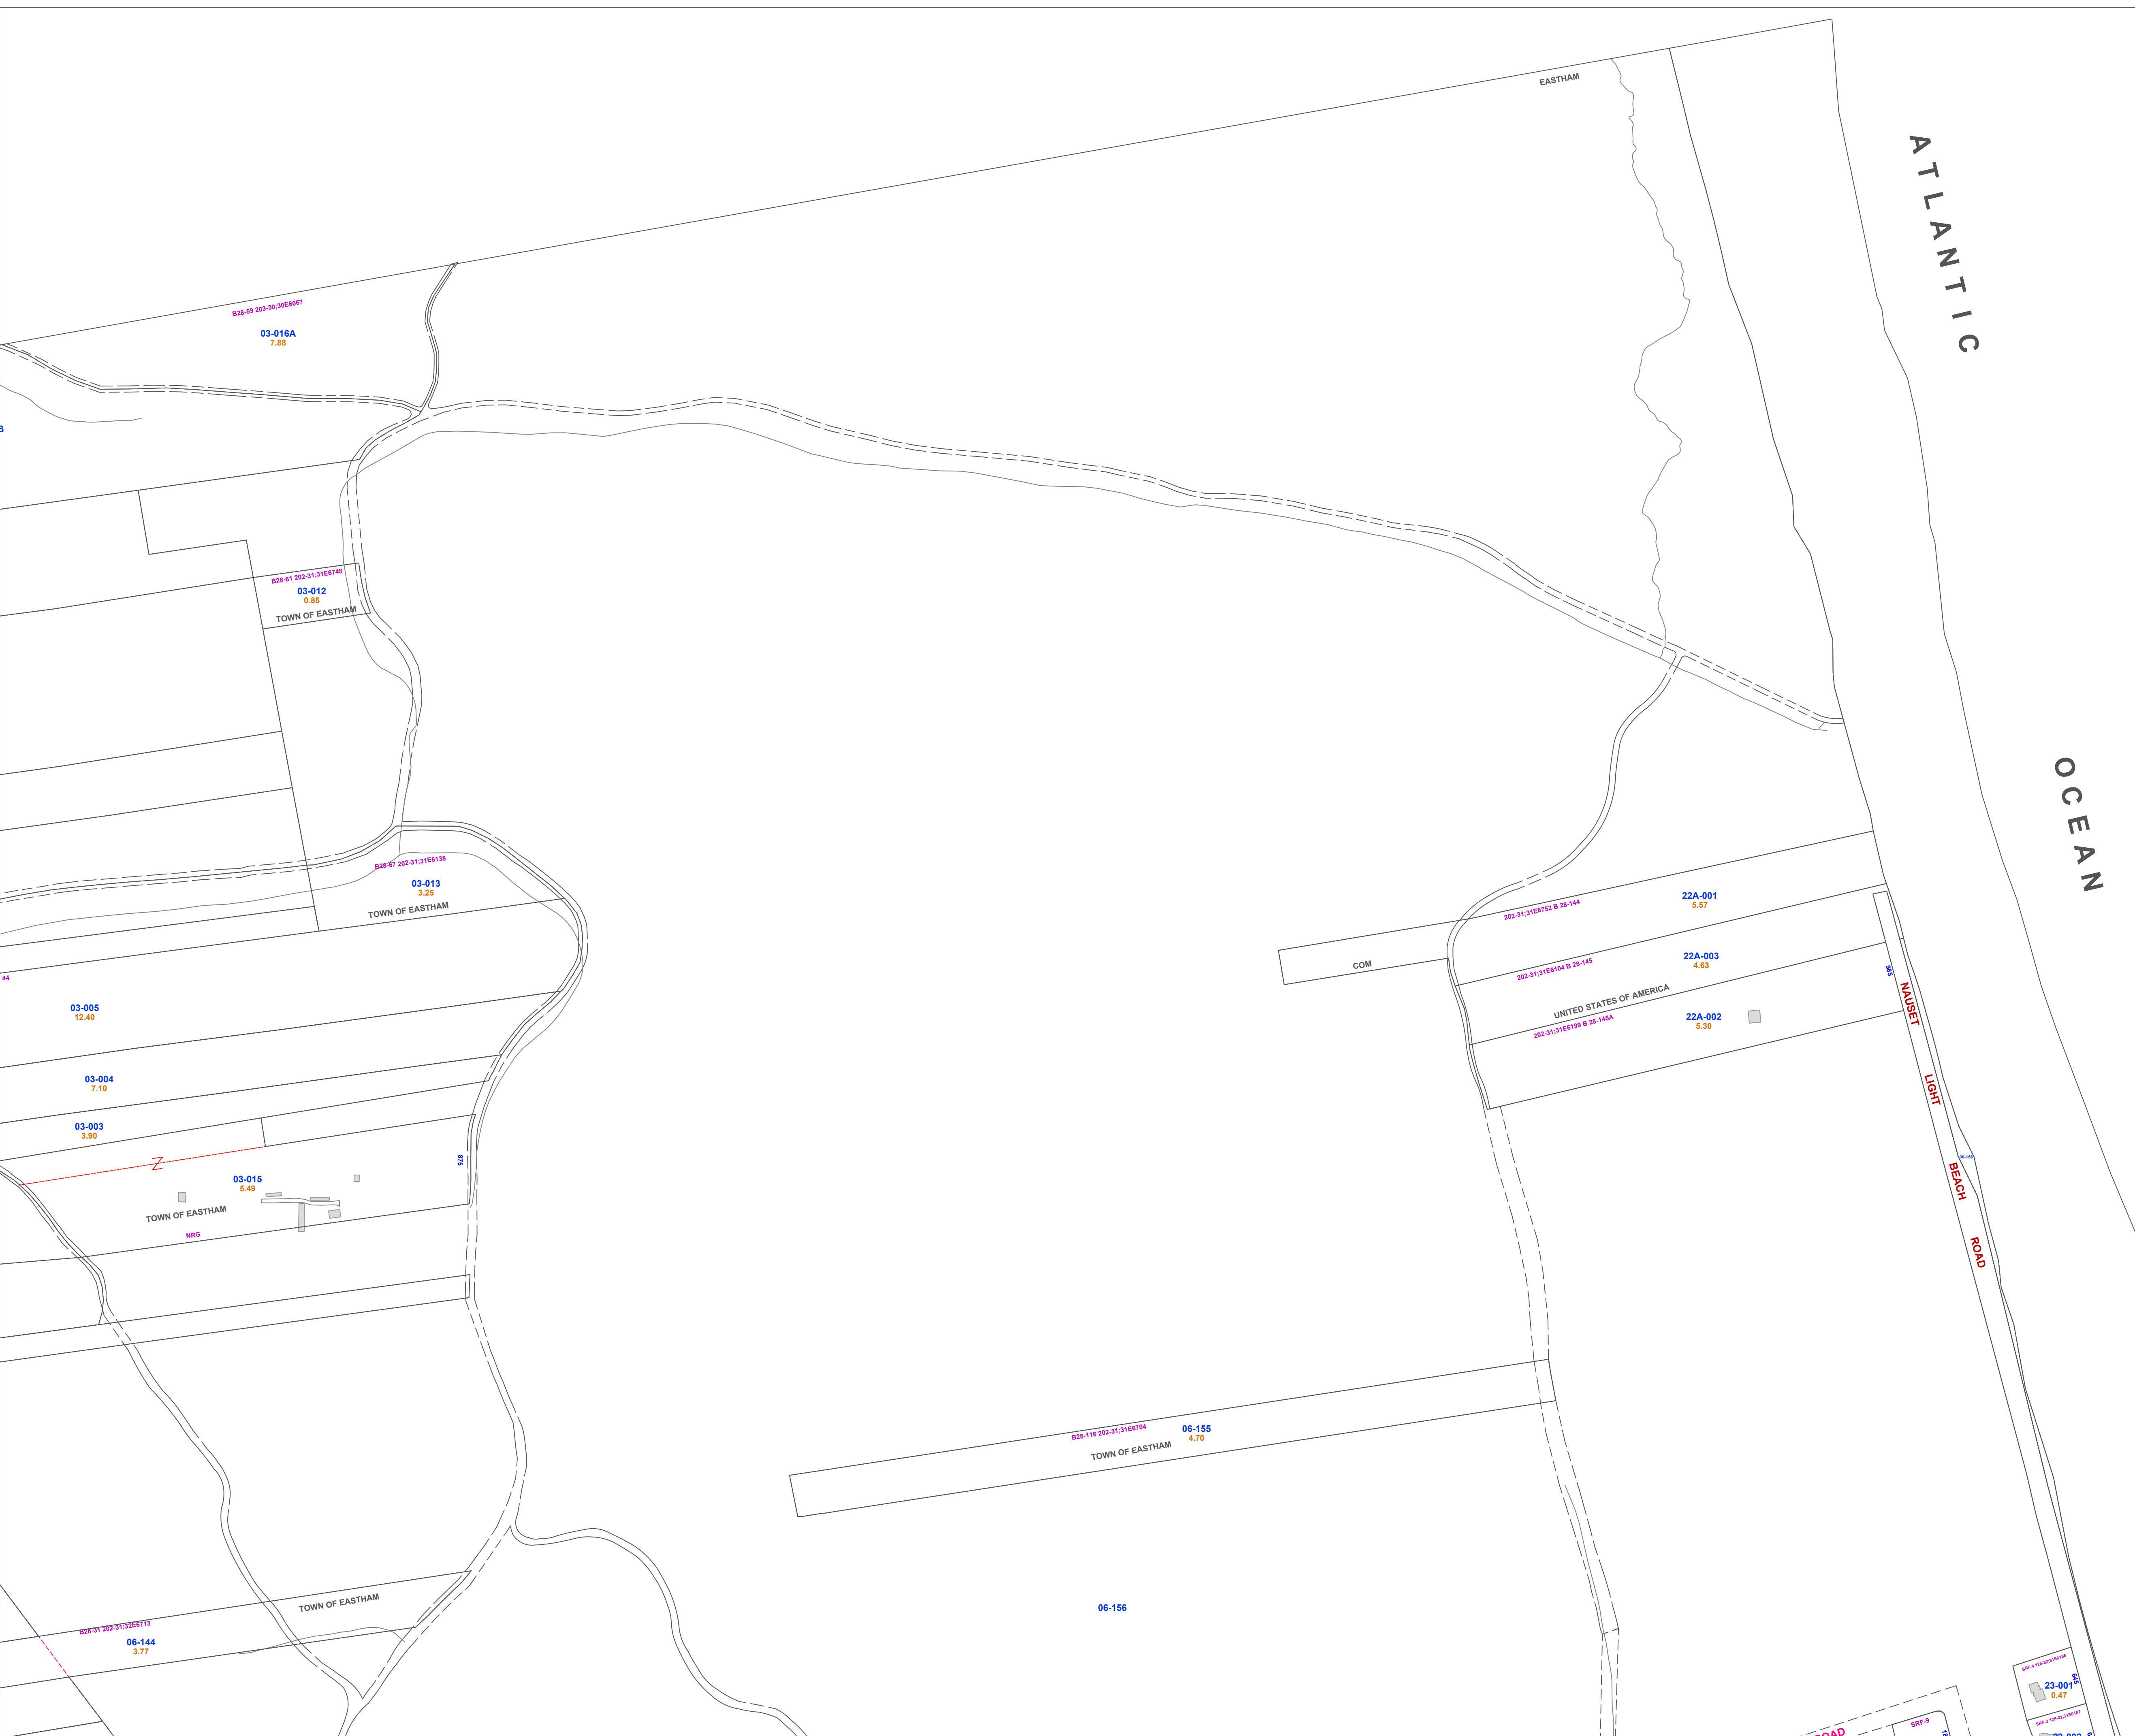 EASTHAM
ATLANTIC
OCEAN
B28-59 203-30;30E6067
03-016A
7.88
B28-61 202-31;31E6748
03-012
0.85
TOWN OF EASTHAM
B28-67 202-31;31E6138
03-013
3.25
TOWN OF EASTHAM
44
03-005
12.40
03-004
7.10
03-003
3.90
03-015
5.49
TOWN OF EASTHAM
NRG
875
202-31;31E6752 B 28-144
22A-001
5.57
COM
202-31;31E6104 B 28-145
22A-003
4.63
UNITED STATES OF AMERICA
202-31;31E6199 B 28-145A
22A-002
5.30
965
NAUSET LIGHT BEACH ROAD
B28-116 202-31;31E6704
06-155
4.70
TOWN OF EASTHAM
06-156
TOWN OF EASTHAM
B28-31 202-31;32E6713
06-144
3.77
645
23-001
0.47
SRF-9